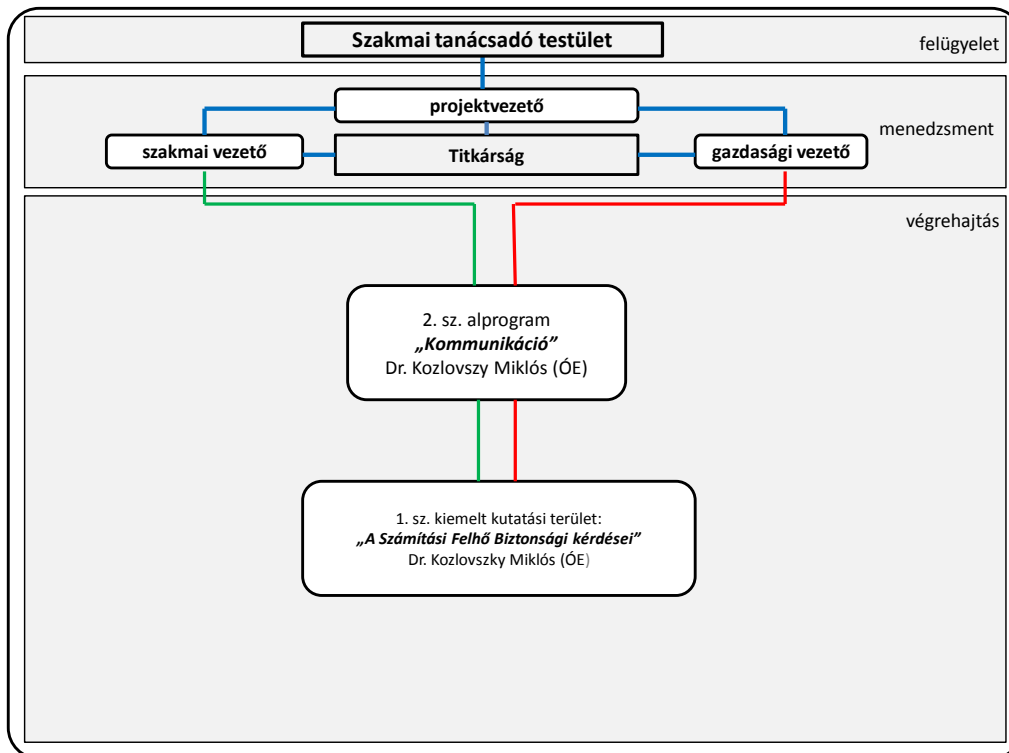 Szakmai tanácsadó testület
felügyelet
projektvezető
menedzsment
szakmai vezető
Titkárság
gazdasági vezető
végrehajtás
2. sz. alprogram
„Kommunikáció”
Dr. Kozlovszy Miklós (ÓE)
1. sz. kiemelt kutatási terület:
„A Számítási Felhő Biztonsági kérdései”
Dr. Kozlovszky Miklós (ÓE)